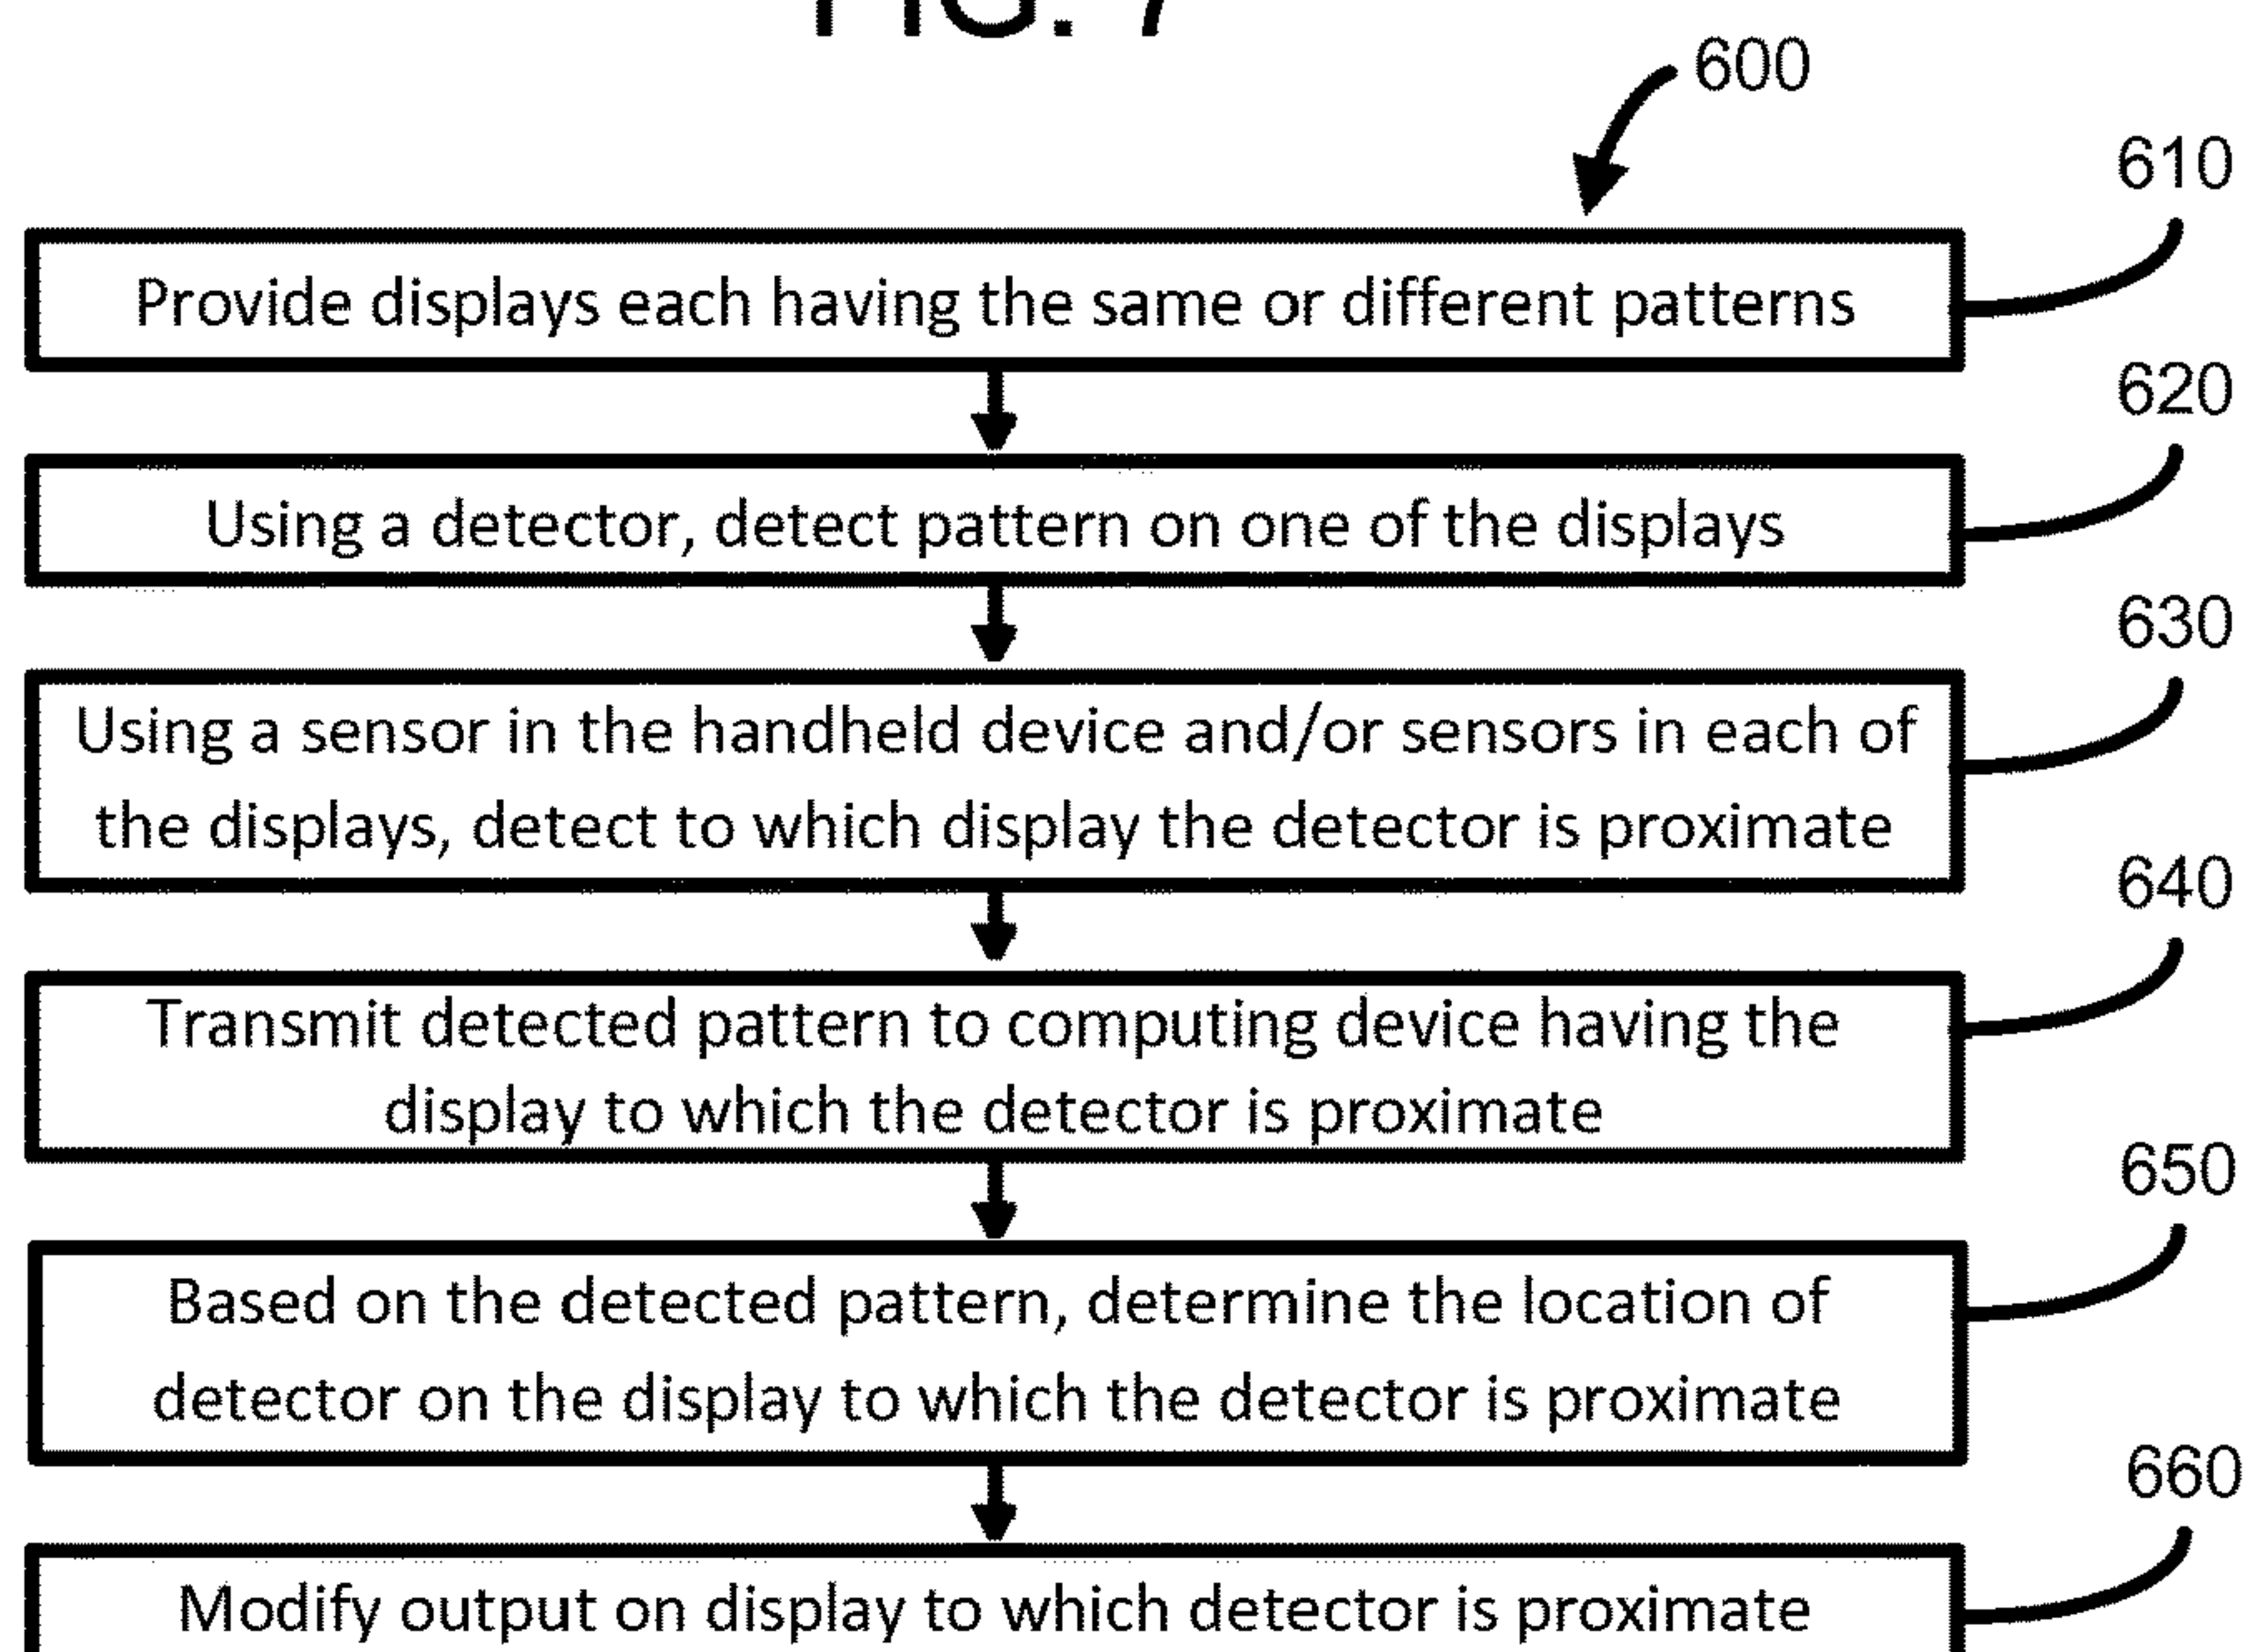 FIG. 7
600
610
Provide displays each having the same or different patterns
620
Using a detector, detect pattern on one of the displays
630
Using a sensor in the handheld device and/or sensors in each of
the displays, detect to which display the detector is proximate
640
Transmit detected pattern to computing device having the
display to which the detector is proximate
650
Based on the detected pattern, determine the location of
detector on the display to which the detector is proximate
660
Modify output on display to which detector is proximate